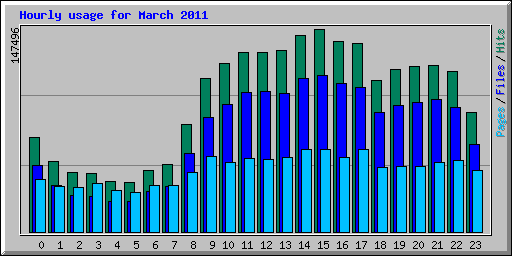 Hourly usage for March 2011
147496
Pages / Files / Hits
0 1 2 3 4 5 6 7 8 9 10 11 12 13 14 15 16 17 18 19 20 21 22 23